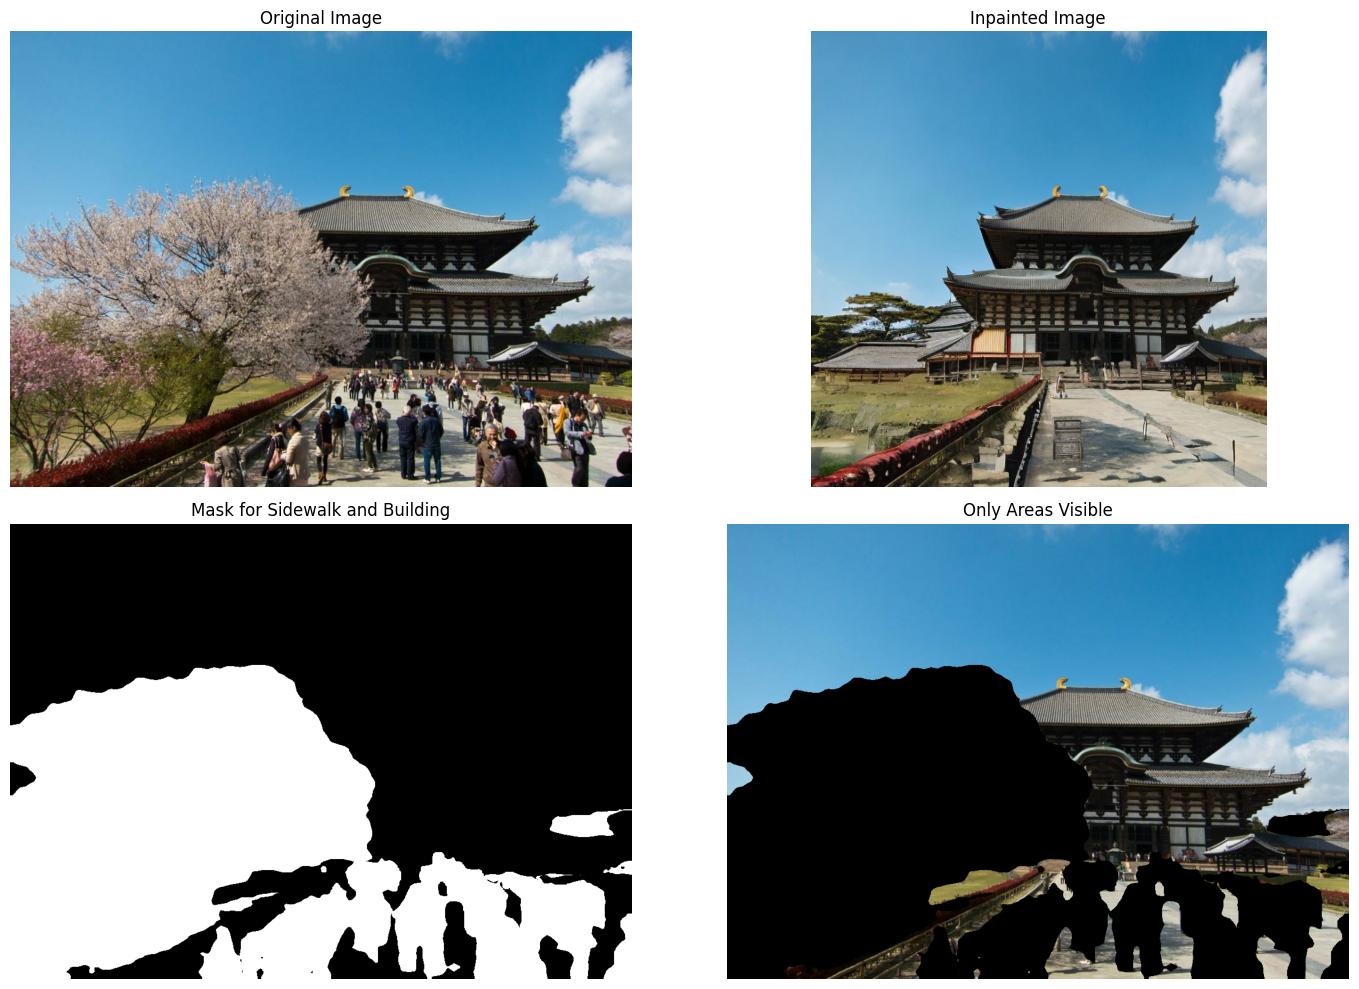 Original Image
Inpainted Image
Mask for Sidewalk and Building
Only Areas Visible